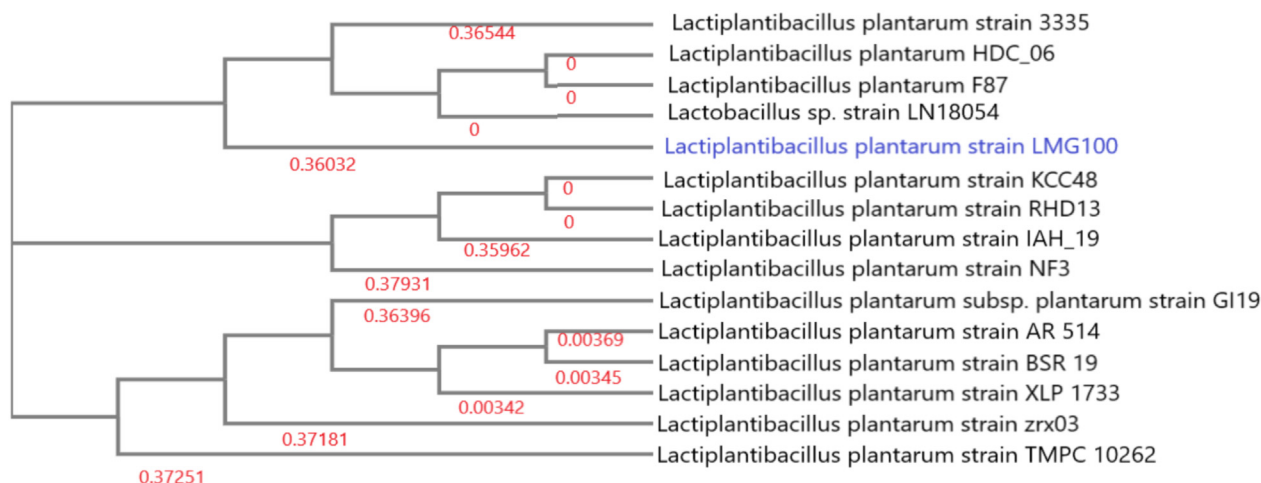 Lactiplantibacillus plantarum strain 3335
0.36544
Lactiplantibacillus plantarum HDC_06
0
Lactiplantibacillus plantarum F87
0
Lactobacillus sp. strain LN18054
0
Lactiplantibacillus plantarum strain LMG100
0.36032
Lactiplantibacillus plantarum strain KCC48
0
Lactiplantibacillus plantarum strain RHD13
0
Lactiplantibacillus plantarum strain IAH_19
0.35962
Lactiplantibacillus plantarum strain NF3
0.37931
Lactiplantibacillus plantarum subsp. plantarum strain GI19
0.36396
Lactiplantibacillus plantarum strain AR 514
0.00369
Lactiplantibacillus plantarum strain BSR 19
0.00345
Lactiplantibacillus plantarum strain XLP 1733
0.00342
Lactiplantibacillus plantarum strain zrx03
0.37181
Lactiplantibacillus plantarum strain TMPC 10262
0.37251